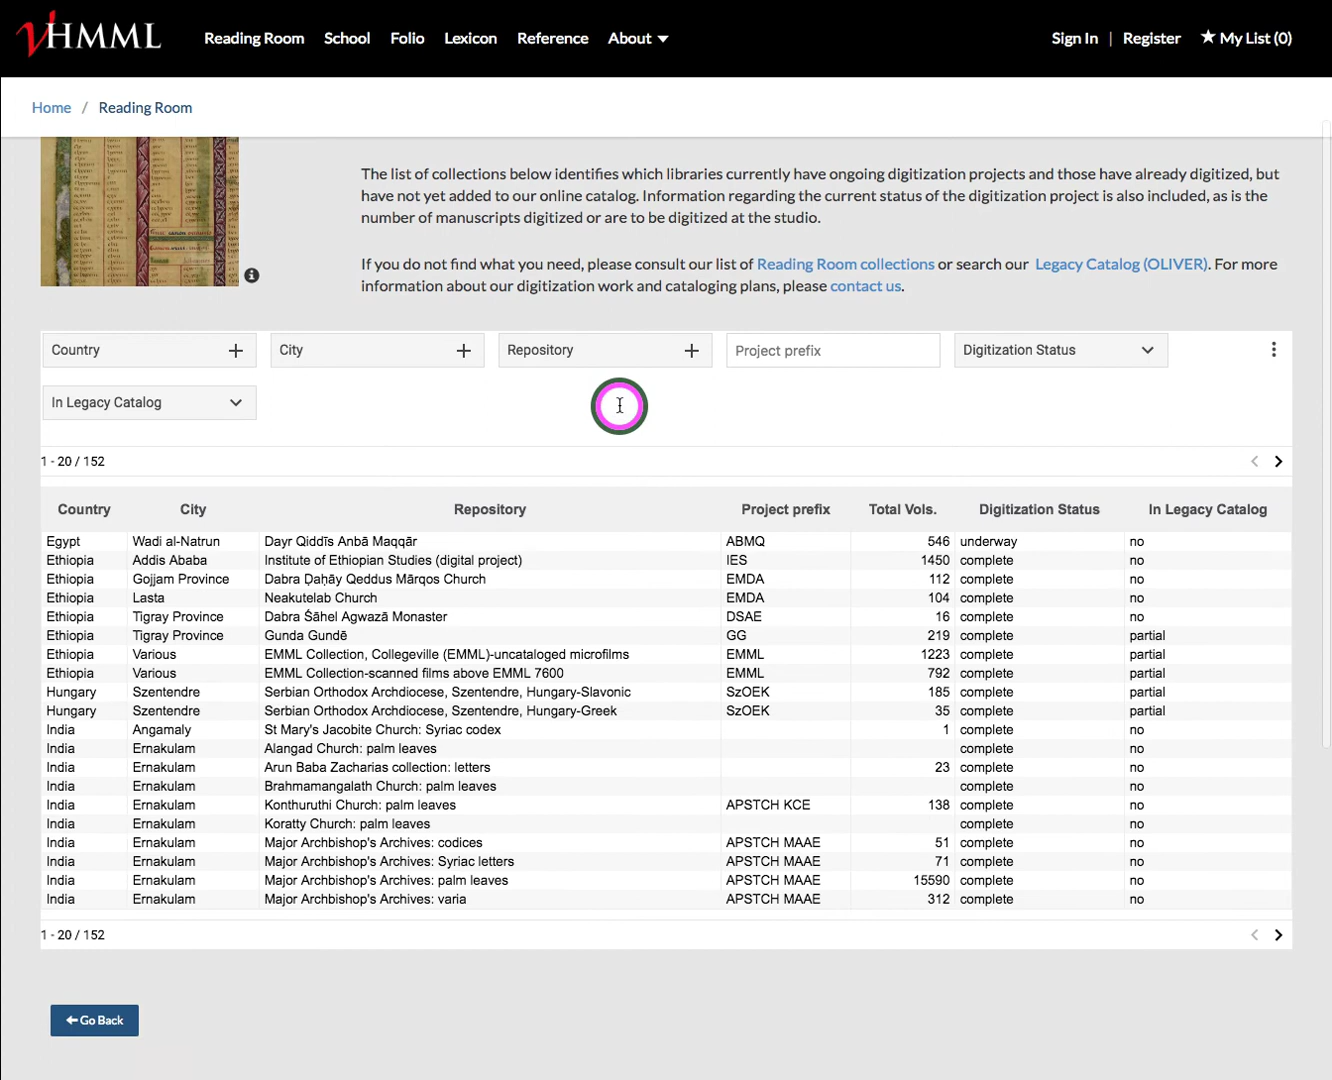 vHMML Reading Room School Folio Lexicon Reference About Sign In | Register My List (0)
Home / Reading Room
The list of collections below identifies which libraries currently have ongoing digitization projects and those have already digitized, but
have not yet added to our online catalog. Information regarding the current status of the digitization project is also included, as is the
number of manuscripts digitized or are to be digitized at the studio.
If you do not find what you need, please consult our list of Reading Room collections or search our Legacy Catalog (OLIVER). For more
information about our digitization work and cataloging plans, please contact us.
Country City Repository Project prefix Digitization Status
In Legacy Catalog
1 - 20 / 152
Country City Repository Project prefix Total Vols. Digitization Status In Legacy Catalog
Egypt Wadi al-Natrun Dayr Qiddīs Anbā Maqqār ABMQ 546 underway no
Ethiopia Addis Ababa Institute of Ethiopian Studies (digital project) IES 1450 complete no
Ethiopia Gojjam Province Dabra Ḍaḥāy Qeddus Mārqos Church EMDA 112 complete no
Ethiopia Lasta Neakutelab Church EMDA 104 complete no
Ethiopia Tigray Province Dabra Śāhel Agwazā Monaster DSAE 16 complete no
Ethiopia Tigray Province Gunda Gundē GG 219 complete partial
Ethiopia Various EMML Collection, Collegeville (EMML)-uncataloged microfilms EMML 1223 complete partial
Ethiopia Various EMML Collection-scanned films above EMML 7600 EMML 792 complete partial
Hungary Szentendre Serbian Orthodox Archdiocese, Szentendre, Hungary-Slavonic SzOEK 185 complete partial
Hungary Szentendre Serbian Orthodox Archdiocese, Szentendre, Hungary-Greek SzOEK 35 complete partial
India Angamaly St Mary's Jacobite Church: Syriac codex 1 complete no
India Ernakulam Alangad Church: palm leaves complete no
India Ernakulam Arun Baba Zacharias collection: letters 23 complete no
India Ernakulam Brahmamangalath Church: palm leaves complete no
India Ernakulam Konthuruthi Church: palm leaves APSTCH KCE 138 complete no
India Ernakulam Koratty Church: palm leaves complete no
India Ernakulam Major Archbishop's Archives: codices APSTCH MAAE 51 complete no
India Ernakulam Major Archbishop's Archives: Syriac letters APSTCH MAAE 71 complete no
India Ernakulam Major Archbishop's Archives: palm leaves APSTCH MAAE 15590 complete no
India Ernakulam Major Archbishop's Archives: varia APSTCH MAAE 312 complete no
1 - 20 / 152
Go Back